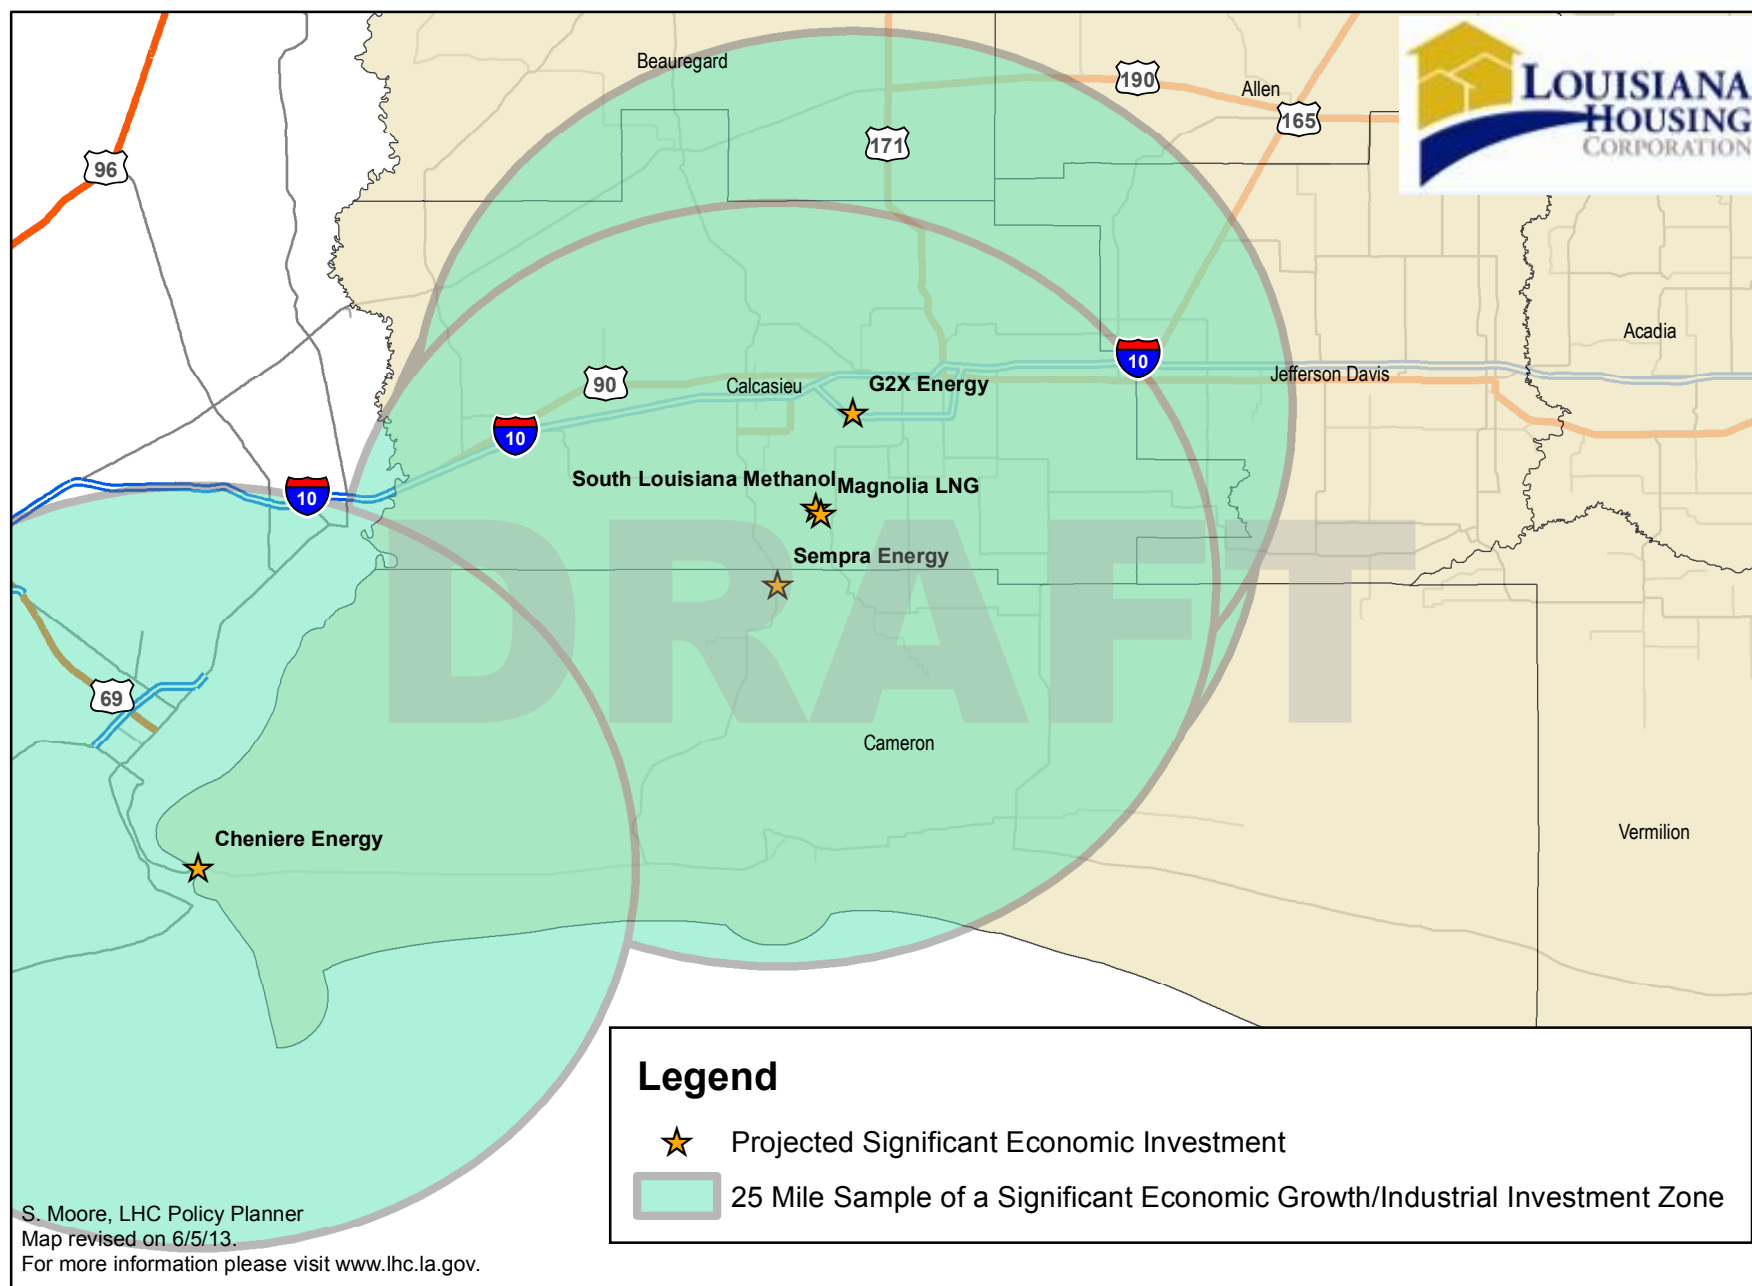 Beauregard
190
Allen
165
171
96
LOUISIANA
HOUSING
CORPORATION
Acadia
10
Jefferson Davis
90
Calcasieu
G2X Energy
10
10
South Louisiana Methanol
Magnolia LNG
Sempra Energy
DRAFT
69
Cameron
Cheniere Energy
Vermilion
Legend
Projected Significant Economic Investment
25 Mile Sample of a Significant Economic Growth/Industrial Investment Zone
S. Moore, LHC Policy Planner
Map revised on 6/5/13.
For more information please visit www.lhc.la.gov.